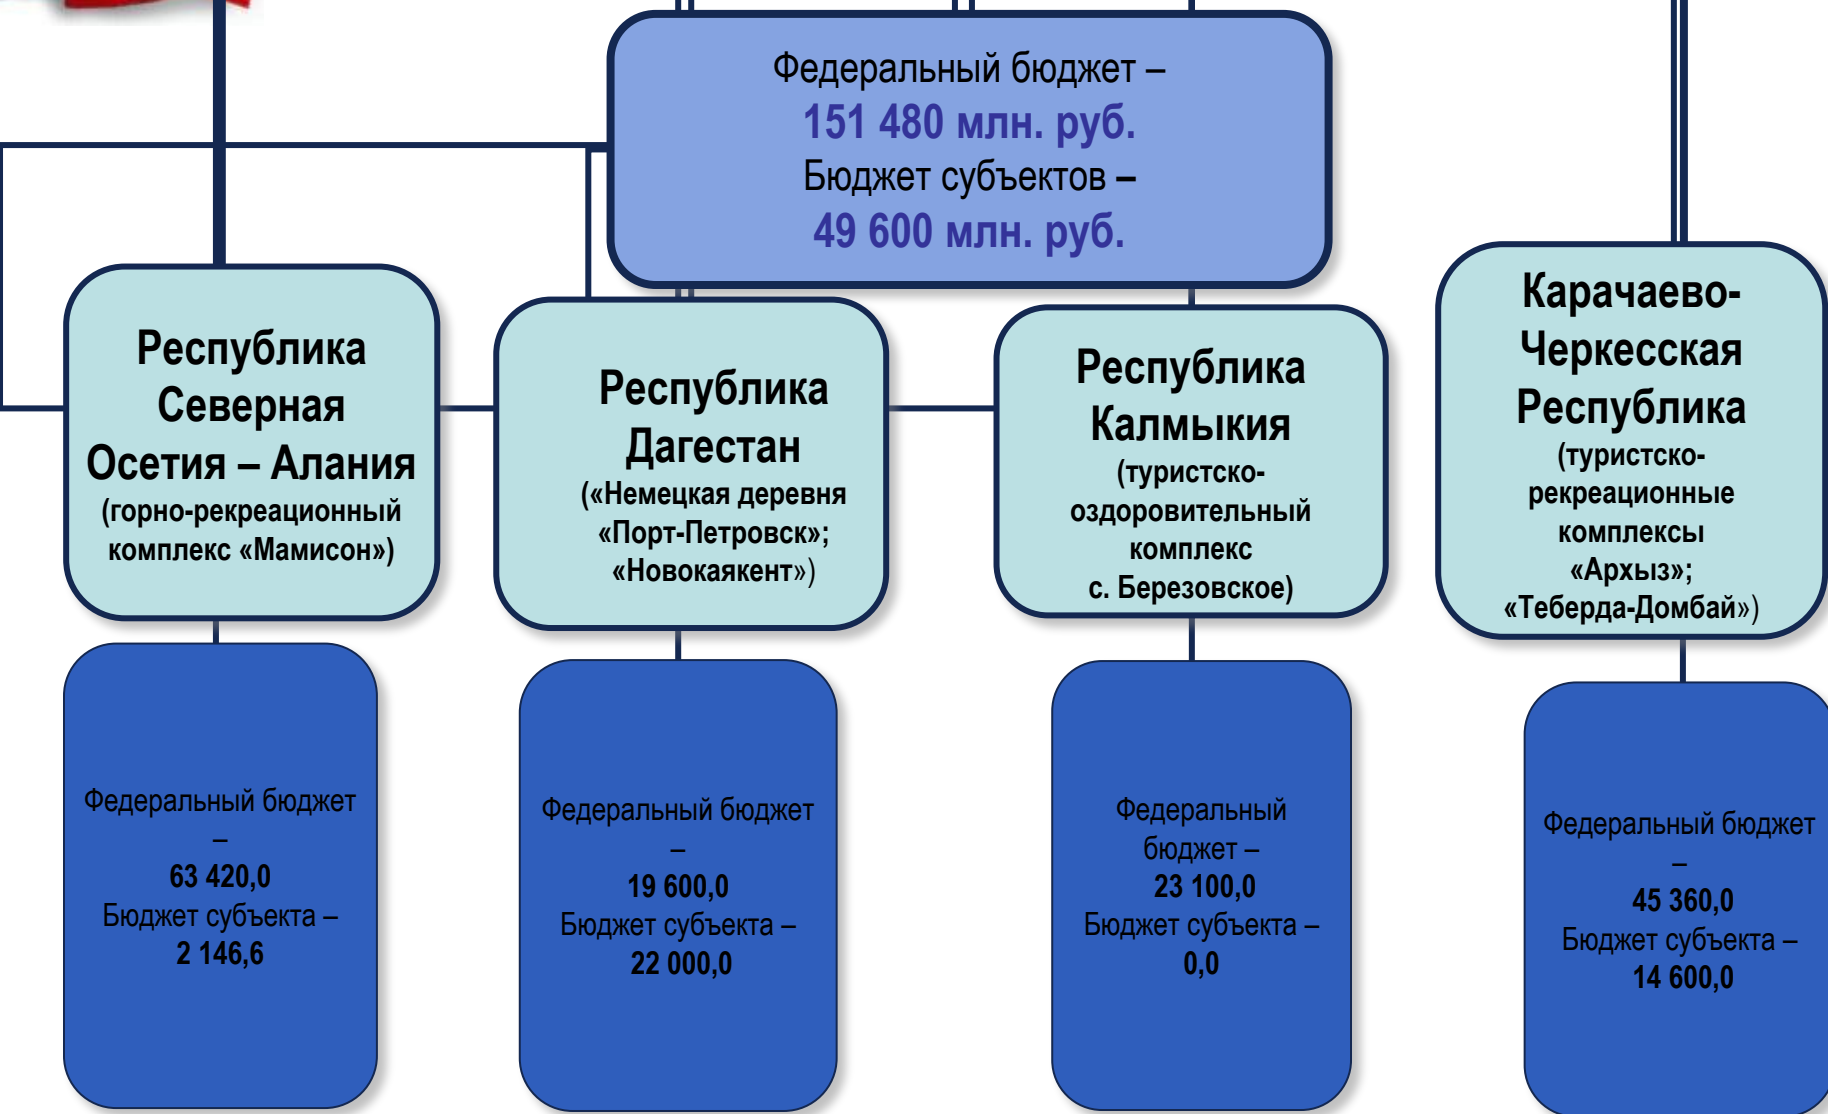 Федеральный бюджет –
151 480 млн. руб.
Бюджет субъектов –
49 600 млн. руб.
Республика
Северная
Осетия – Алания
(горно-рекреационный
комплекс «Мамисон»)
Республика
Дагестан
(«Немецкая деревня
«Порт-Петровск»;
«Новокаякент»)
Республика
Калмыкия
(туристско-
оздоровительный
комплекс
с. Березовское)
Карачаево-
Черкесская
Республика
(туристско-
рекреационные
комплексы
«Архыз»;
«Теберда-Домбай»)
Федеральный бюджет
–
63 420,0
Бюджет субъекта –
2 146,6
Федеральный бюджет
–
19 600,0
Бюджет субъекта –
22 000,0
Федеральный
бюджет –
23 100,0
Бюджет субъекта –
0,0
Федеральный бюджет
–
45 360,0
Бюджет субъекта –
14 600,0